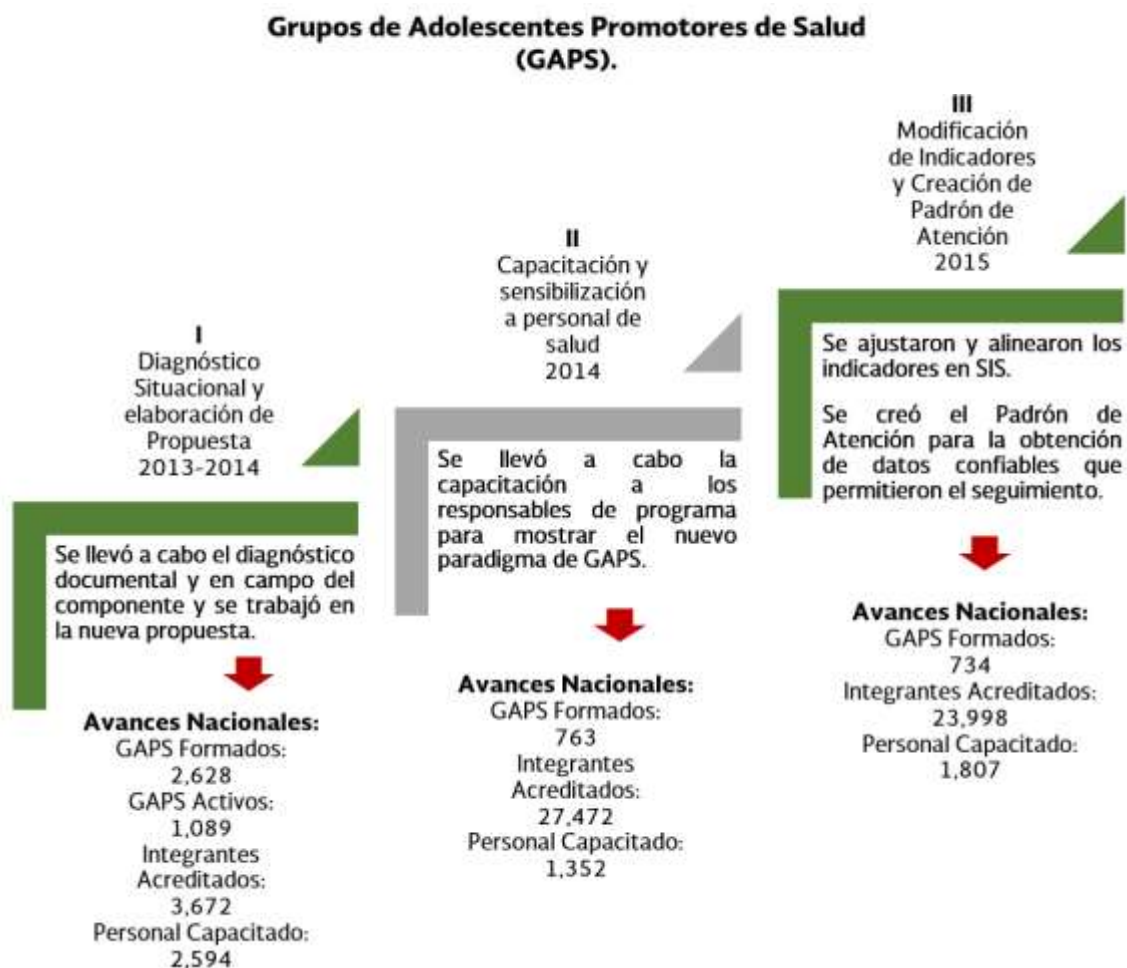 Grupos de Adolescentes Promotores de Salud
(GAPS).
I
Diagnóstico
Situacional y
elaboración de
Propuesta
2013-2014
Se llevó a cabo el diagnóstico
documental y en campo del
componente y se trabajó en
la nueva propuesta.
Avances Nacionales:
GAPS Formados:
2,628
GAPS Activos:
1,089
Integrantes
Acreditados:
3,672
Personal Capacitado:
2,594
II
Capacitación y
sensibilización
a personal de
salud
2014
Se llevó a cabo la
capacitación a los
responsables de programa
para mostrar el nuevo
paradigma de GAPS.
Avances Nacionales:
GAPS Formados:
763
Integrantes
Acreditados:
27,472
Personal Capacitado:
1,352
III
Modificación
de Indicadores
y Creación de
Padrón de
Atención
2015
Se ajustaron y alinearon los
indicadores en SIS.
Se creó el Padrón de
Atención para la obtención
de datos confiables que
permitieron el seguimiento.
Avances Nacionales:
GAPS Formados:
734
Integrantes Acreditados:
23,998
Personal Capacitado:
1,807